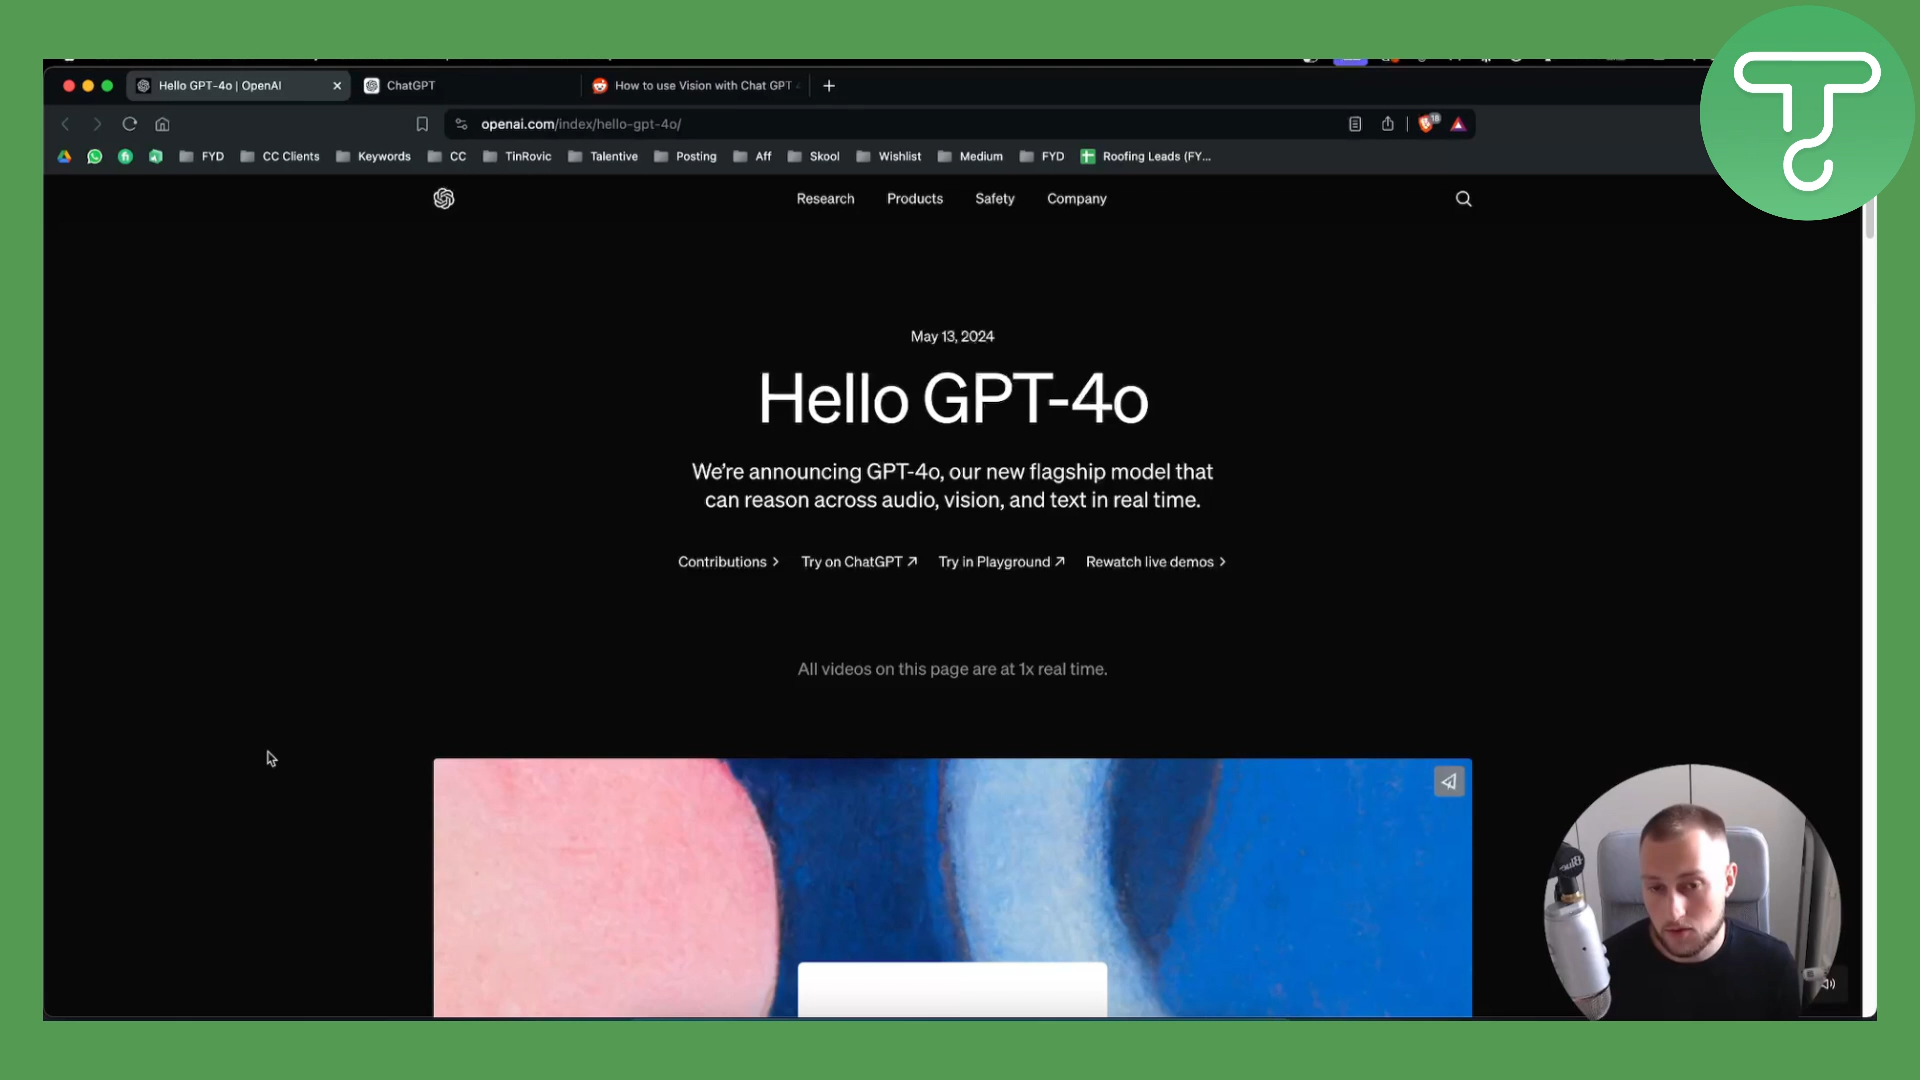 Hello GPT-4o | OpenAI
ChatGPT
How to use Vision with Chat GPT
openai.com/index/hello-gpt-4o/
18
FYD
CC Clients
Keywords
CC
TinRovic
Talentive
Posting
Aff
Skool
Wishlist
Medium
FYD
Roofing Leads (FY...
Research
Products
Safety
Company
May 13, 2024
Hello GPT-4o
We're announcing GPT-4o, our new flagship model that
can reason across audio, vision, and text in real time.
Contributions
Try on ChatGPT
Try in Playground
Rewatch live demos
All videos on this page are at 1x real time.
Blue